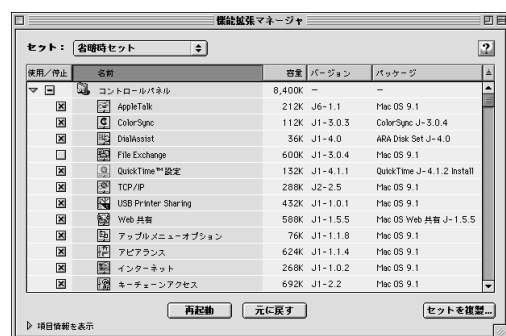 機能拡張マネージャ
セット： 省略時セット
使用／停止 名前 容量 バージョン パッケージ
コントロールパネル 8,400K – –
AppleTalk 212K J6-1.1 Mac OS 9.1
ColorSync 112K J1-3.0.3 ColorSync J-3.0.4
DialAssist 36K J1-4.0 ARA Disk Set J-4.0
File Exchange 600K J1-3.0.4 Mac OS 9.1
QuickTime™ 設定 132K J1-4.1.1 QuickTime J-4.1.2 Install
TCP/IP 288K J2-2.5 Mac OS 9.1
USB Printer Sharing 432K J1-1.0.1 Mac OS 9.1
Web 共有 588K J1-1.5.5 Mac OS Web 共有 J-1.5.5
アップルメニューオプション 76K J1-1.1.8 Mac OS 9.1
アピアランス 624K J1-1.1.4 Mac OS 9.1
インターネット 268K J1-1.0.2 Mac OS 9.1
キーチェーンアクセス 692K J1-2.2 Mac OS 9.1
再起動 元に戻す セットを複製...
項目情報を表示